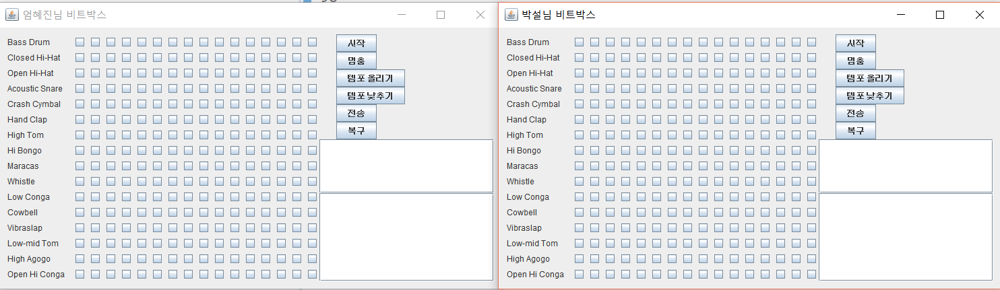 엄혜진님 비트박스
Bass Drum
Closed Hi-Hat
Open Hi-Hat
Acoustic Snare
Crash Cymbal
Hand Clap
High Tom
Hi Bongo
Maracas
Whistle
Low Conga
Cowbell
Vibraslap
Low-mid Tom
High Agogo
Open Hi Conga
시작
멈춤
템포 올리기
템포 낮추기
전송
복구
박설님 비트박스
Bass Drum
Closed Hi-Hat
Open Hi-Hat
Acoustic Snare
Crash Cymbal
Hand Clap
High Tom
Hi Bongo
Maracas
Whistle
Low Conga
Cowbell
Vibraslap
Low-mid Tom
High Agogo
Open Hi Conga
시작
멈춤
템포 올리기
템포 낮추기
전송
복구